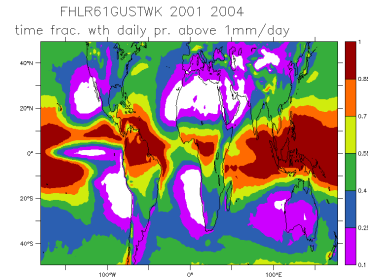 FHLR61GUSTWK 2001 2004
time frac. wth daily pr. above 1mm/day
40°N
20°N
0°
20°S
40°S
100°W
0°
100°E
1
0.85
0.7
0.55
0.4
0.25
0.1